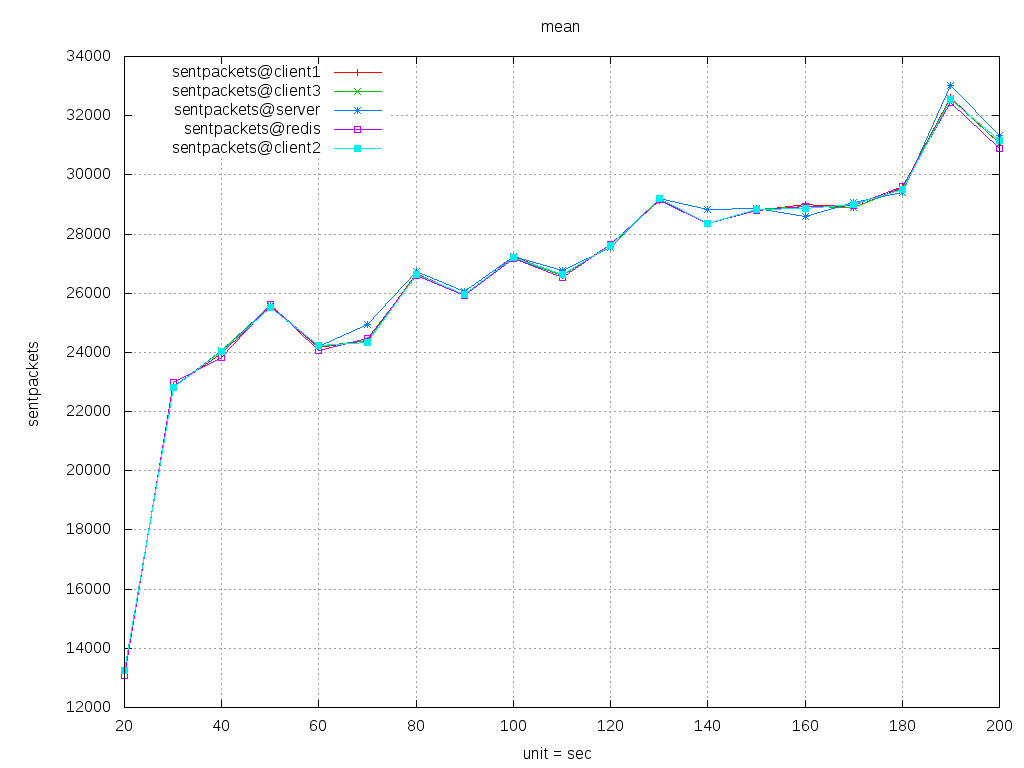 mean
34000
32000
30000
28000
26000
24000
22000
20000
18000
16000
14000
12000
sentpackets@client1
sentpackets@client3
sentpackets@server
sentpackets@redis
sentpackets@client2
sentpackets
20 40 60 80 100 120 140 160 180 200
unit = sec